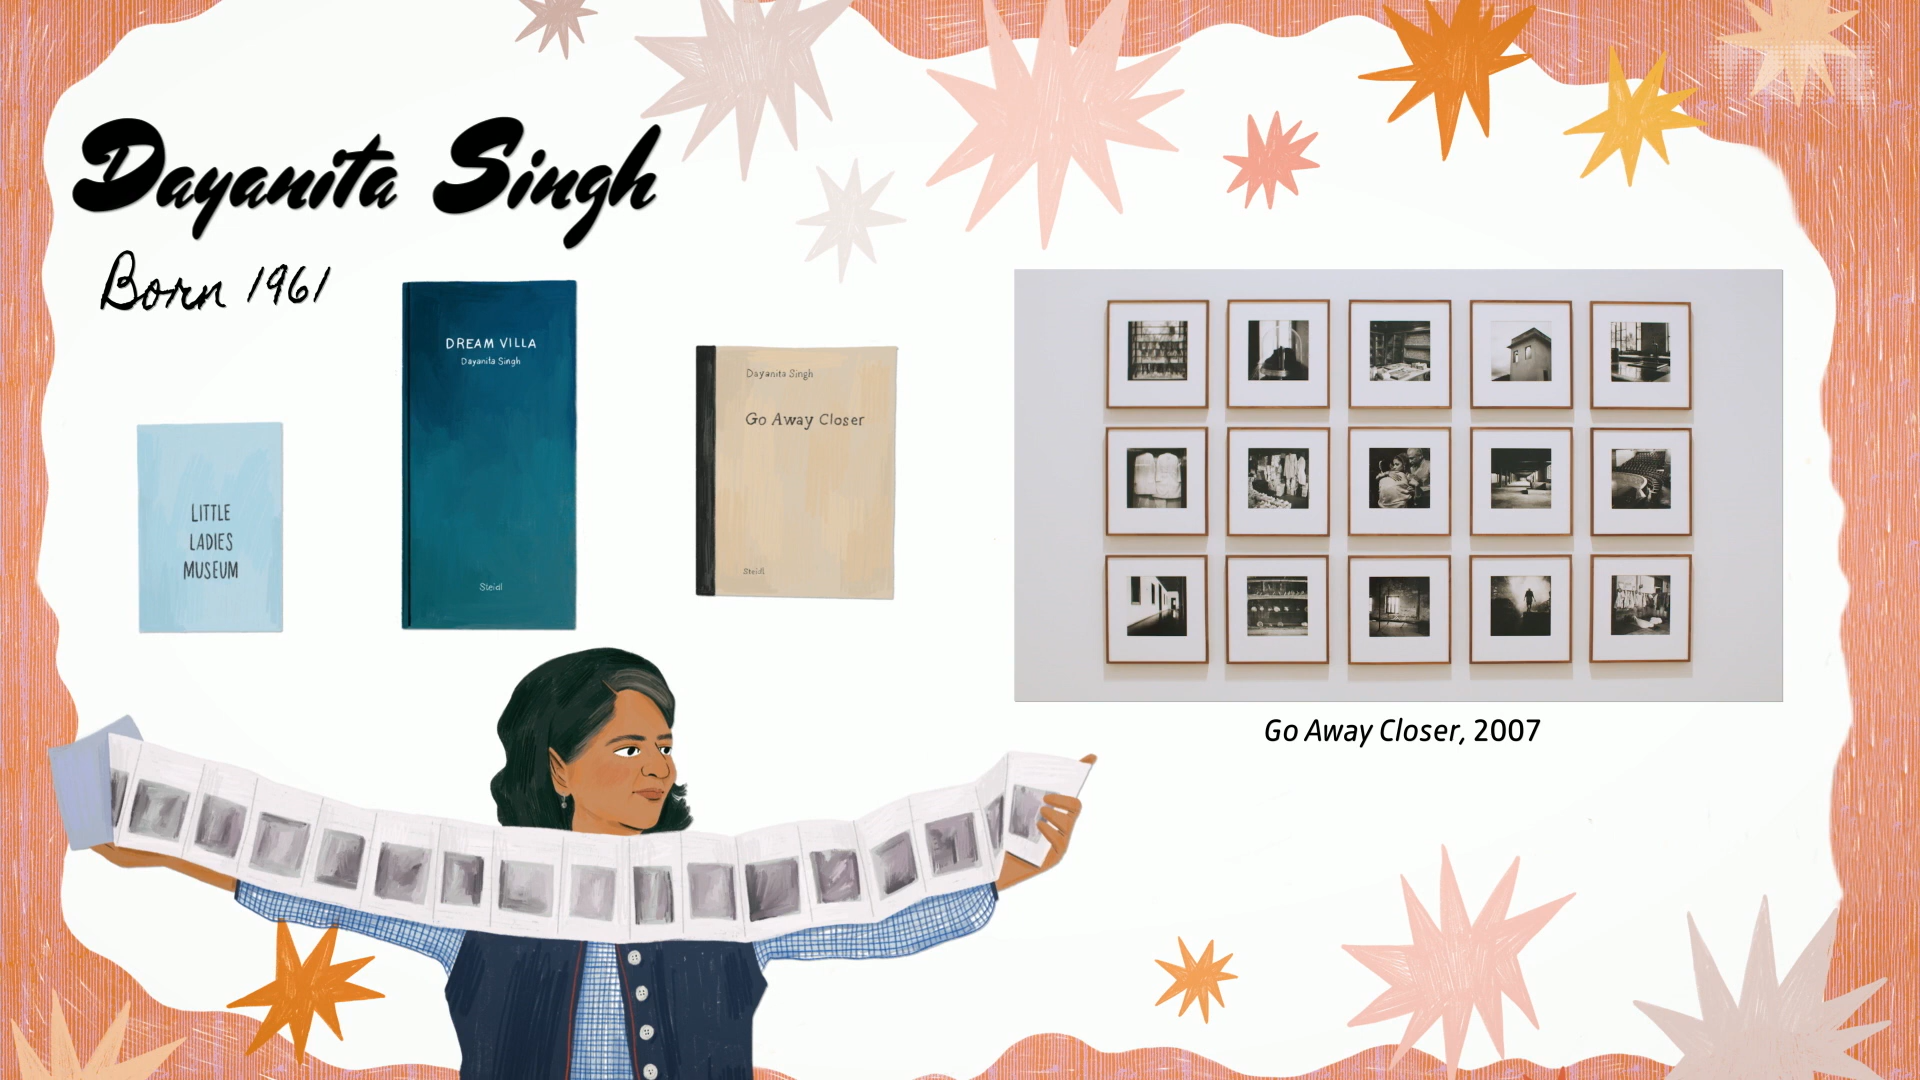 Dayanita Singh
Born 1961
DREAM VILLA
Dayanita Singh
Steidl
Dayanita Singh
Go Away Closer
Steidl
LITTLE
LADIES
MUSEUM
Go Away Closer, 2007